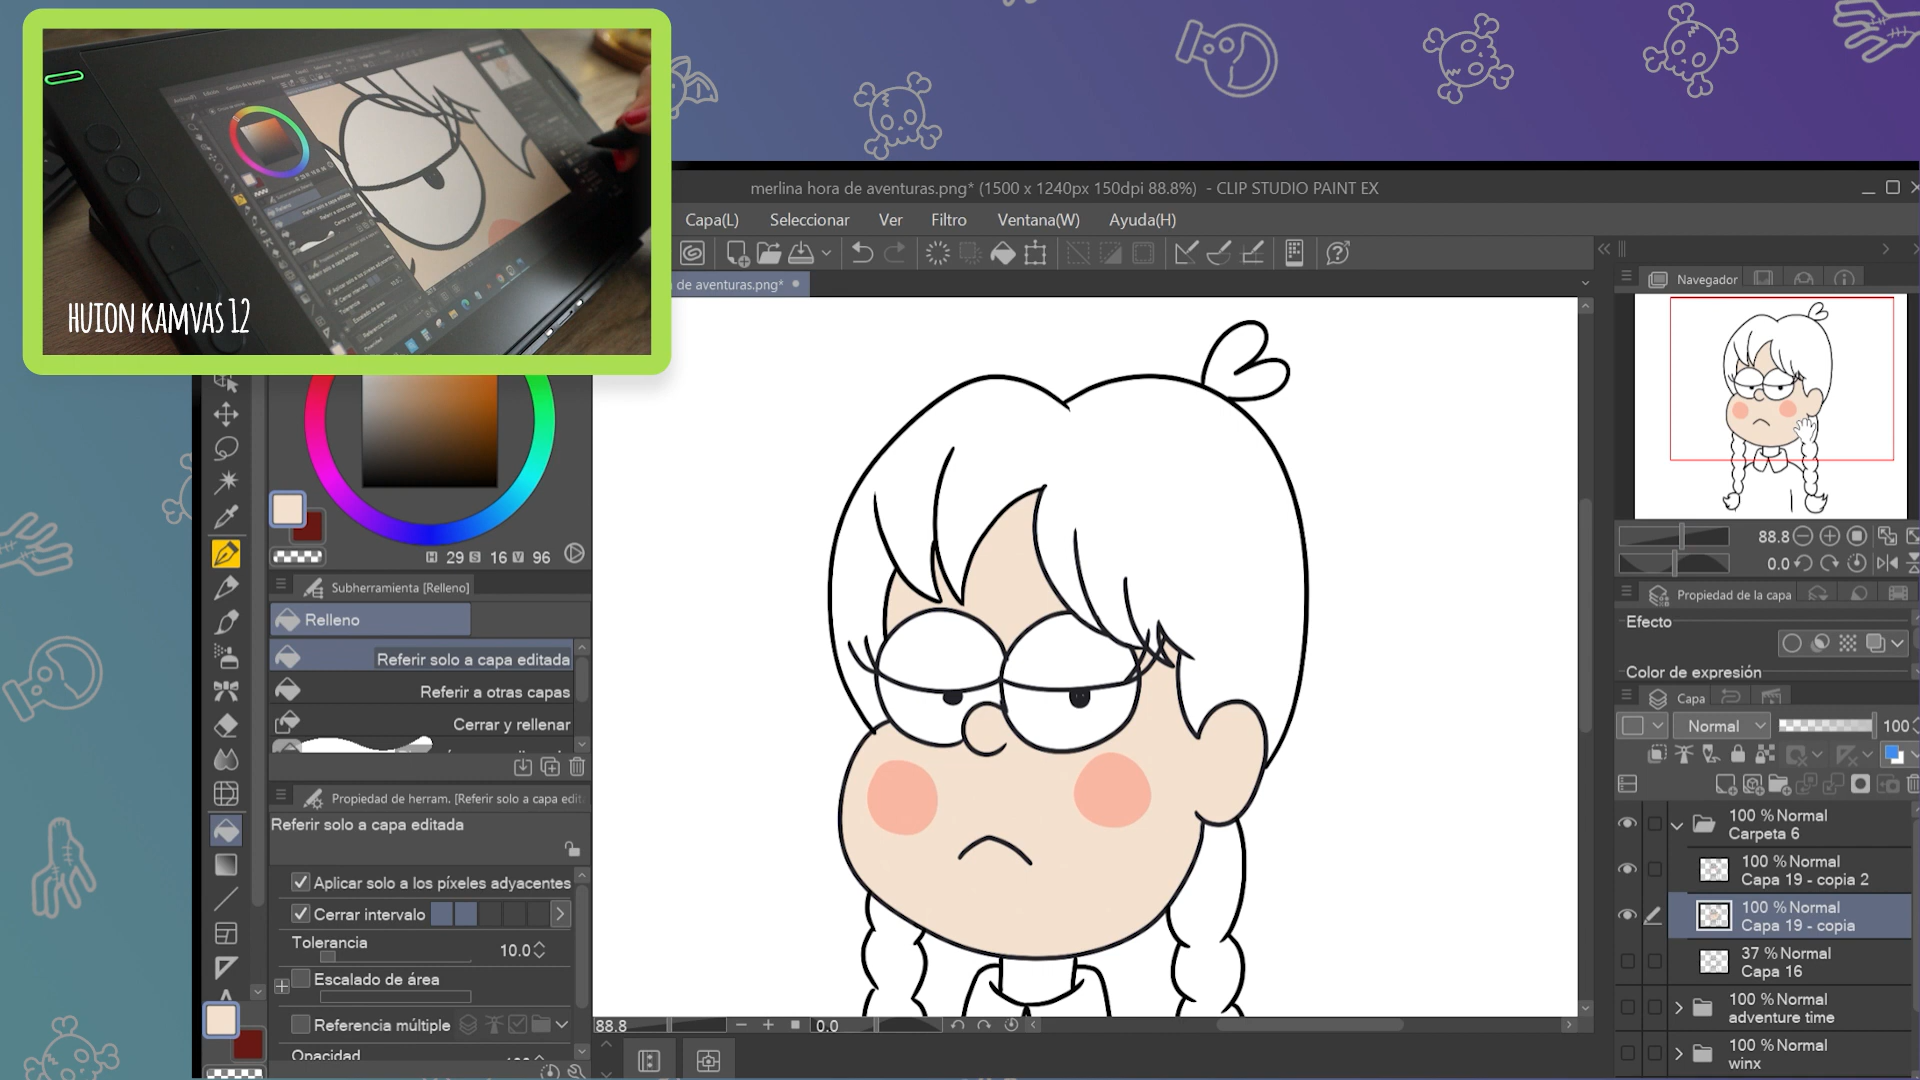 HUION KAMVAS 12
merlina hora de aventuras.png* (1500 x 1240px 150dpi 88.8%) - CLIP STUDIO PAINT EX
Capa(L) Seleccionar Ver Filtro Ventana(W) Ayuda(H)
de aventuras.png*
Navegador
H 29 S 16 V 96
88.8
0.0
Subherramienta [Relleno]
Relleno
Referir solo a capa editada
Referir a otras capas
Cerrar y rellenar
Propiedad de herram. [Referir solo a capa edit
Referir solo a capa editada
Aplicar solo a los píxeles adyacentes
Cerrar intervalo
Tolerancia 10.0
Escalado de área
Referencia múltiple
Opacidad
88.8 0.0
Propiedad de la capa
Efecto
Color de expresión
Capa
Normal 100
100 % Normal
Carpeta 6
100 % Normal
Capa 19 - copia 2
100 % Normal
Capa 19 - copia
37 % Normal
Capa 16
100 % Normal
adventure time
100 % Normal
winx